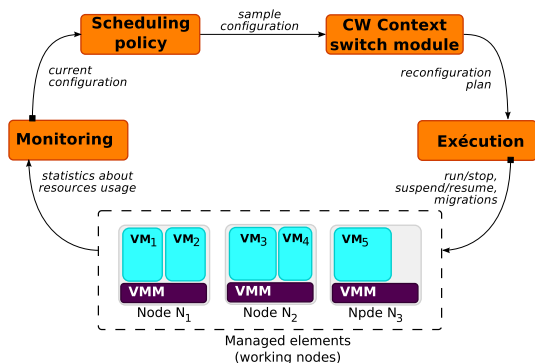 Scheduling
policy
sample
configuration
CW Context
switch module
current
configuration
reconfiguration
plan
Monitoring
Exécution
statistics about
resources usage
run/stop,
suspend/resume,
migrations
VM1 VM2 VM3 VM4 VM5
VMM VMM VMM
Node N1 Node N2 Npde N3
Managed elements
(working nodes)